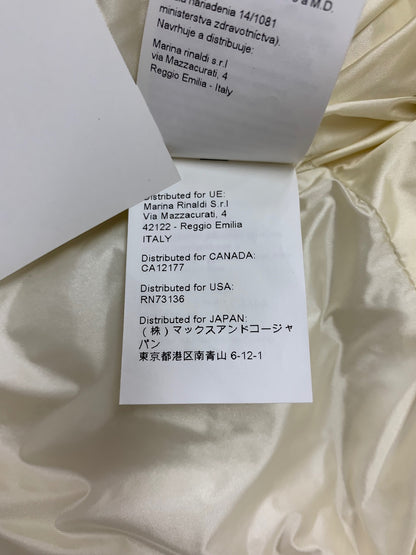 a M.D.
nariadenia 14/1081
ministerstva zdravotníctva).
Navrhuje a distribuuje:
Marina rinaldi s.r.l
via Mazzacurati, 4
Reggio Emilia - Italy
Distributed for UE:
Marina Rinaldi S.r.l
Via Mazzacurati, 4
42122 - Reggio Emilia
ITALY
Distributed for CANADA:
CA12177
Distributed for USA:
RN73136
Distributed for JAPAN:
（株）マックスアンドコージャ
パン
東京都港区南青山 6-12-1